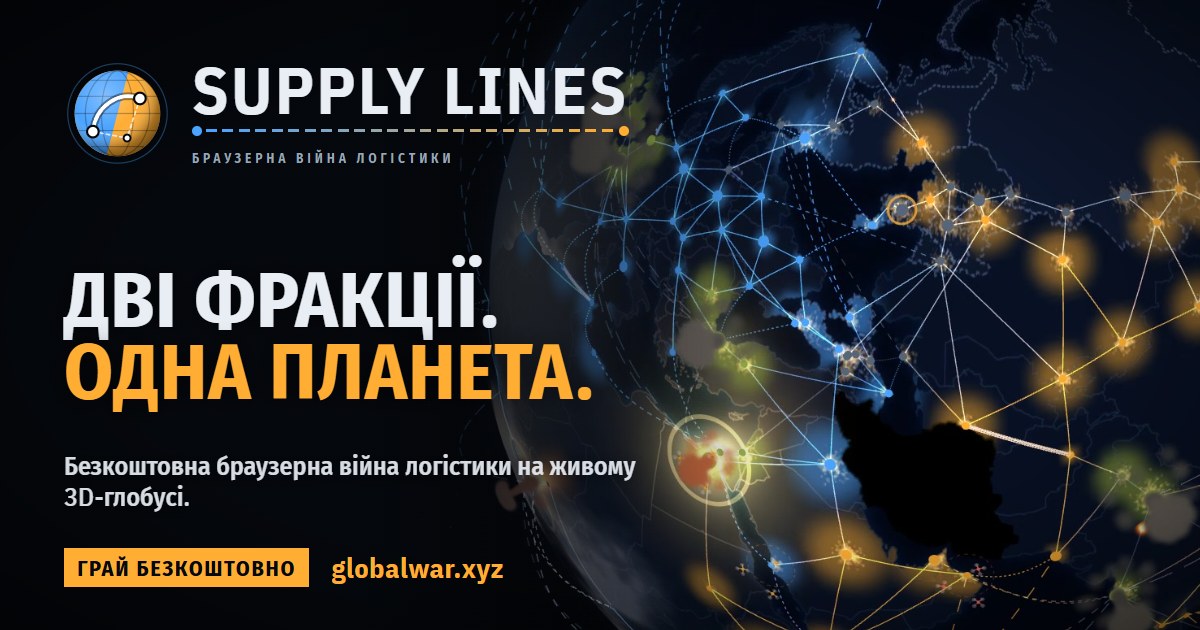 SUPPLY LINES
БРАУЗЕРНА ВІЙНА ЛОГІСТИКИ
ДВІ ФРАКЦІЇ.
ОДНА ПЛАНЕТА.
Безкоштовна браузерна війна логістики на живому
3D-глобусі.
ГРАЙ БЕЗКОШТОВНО
globalwar.xyz